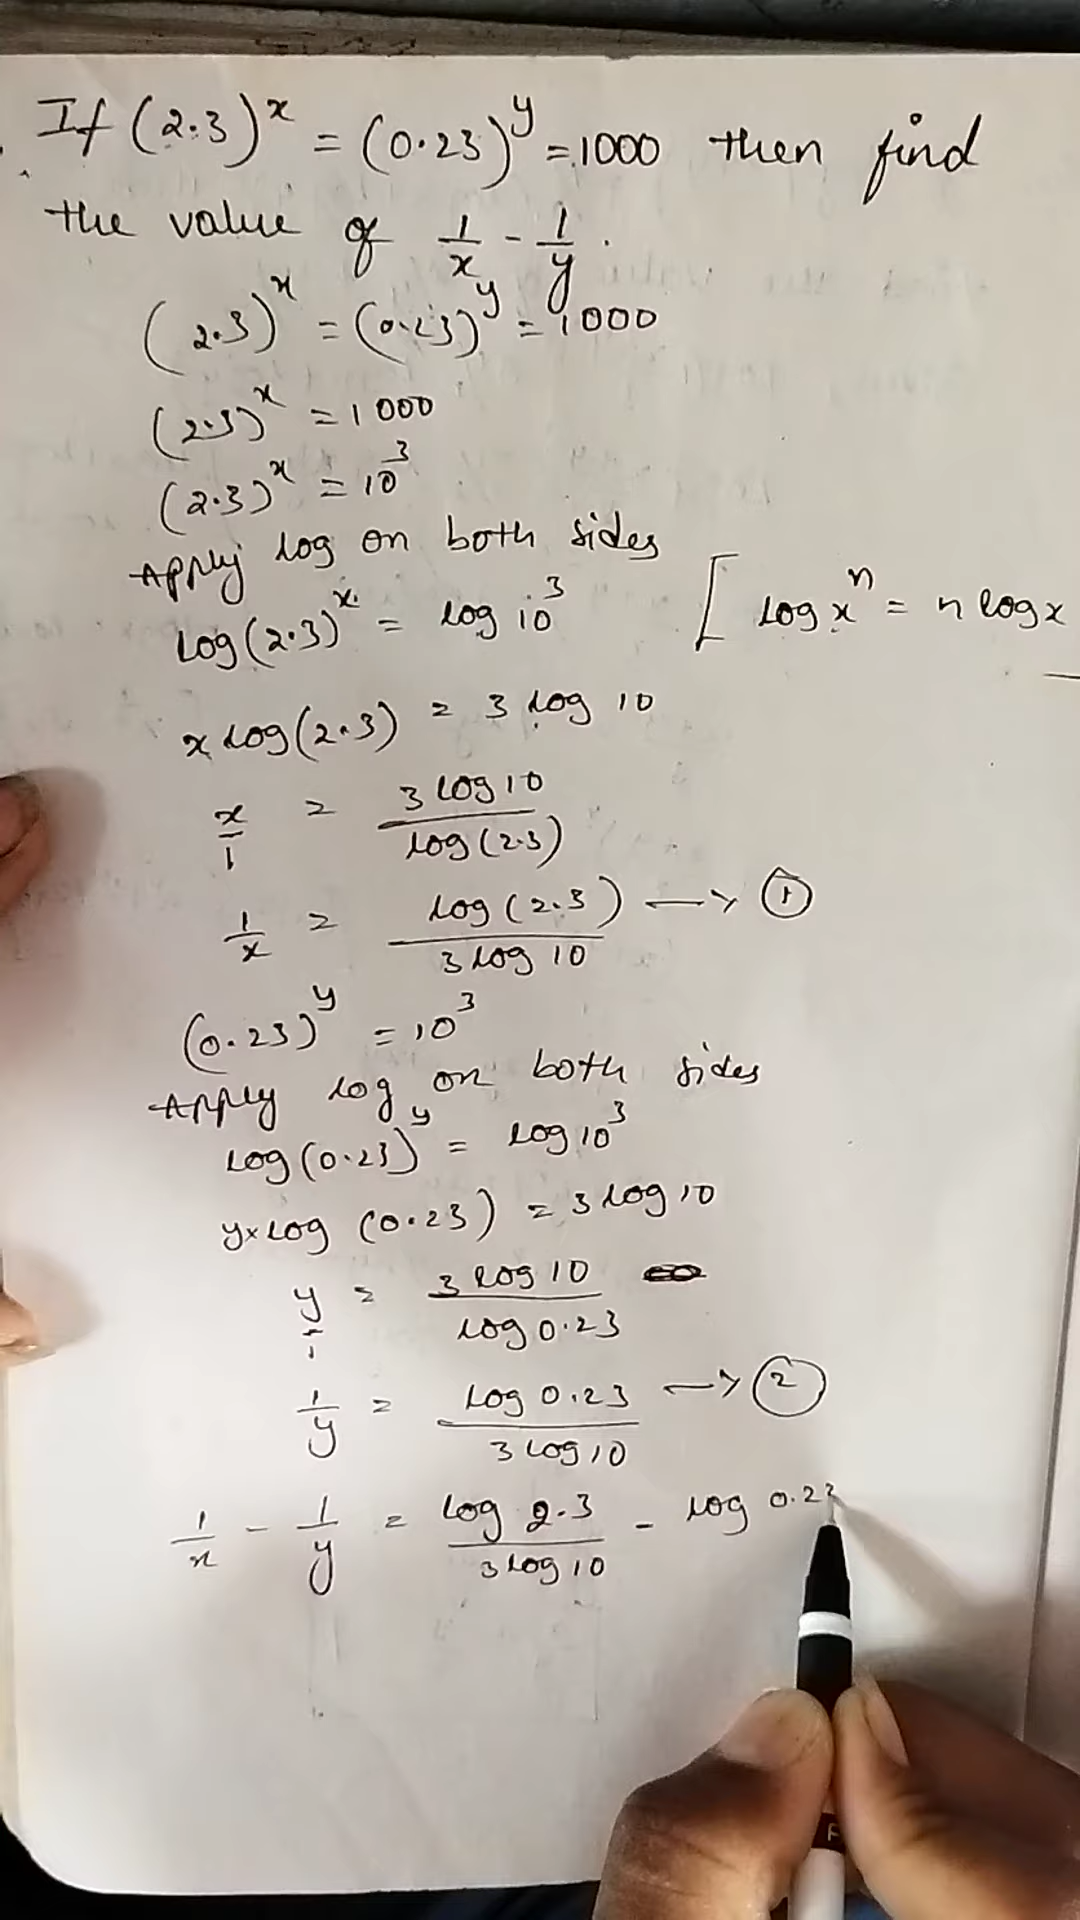 If (2.3)^x = (0.23)^y = 1000 then find
the value of 1/x - 1/y.
(2.3)^x = (0.23)^y = 1000
(2.3)^x = 1000
(2.3)^x = 10^3
Apply log on both sides
log(2.3)^x = log 10^3 [ log x^n = n log x
x log(2.3) = 3 log 10
x/1 = 3 log 10 / log(2.3)
1/x = log(2.3) / 3 log 10 → ①
(0.23)^y = 10^3
Apply log on both sides
log(0.23)^y = log 10^3
y × log (0.23) = 3 log 10
y/1 = 3 log 10 / log 0.23
1/y = log 0.23 / 3 log 10 → ②
1/x - 1/y = log 2.3 / 3 log 10 - log 0.23